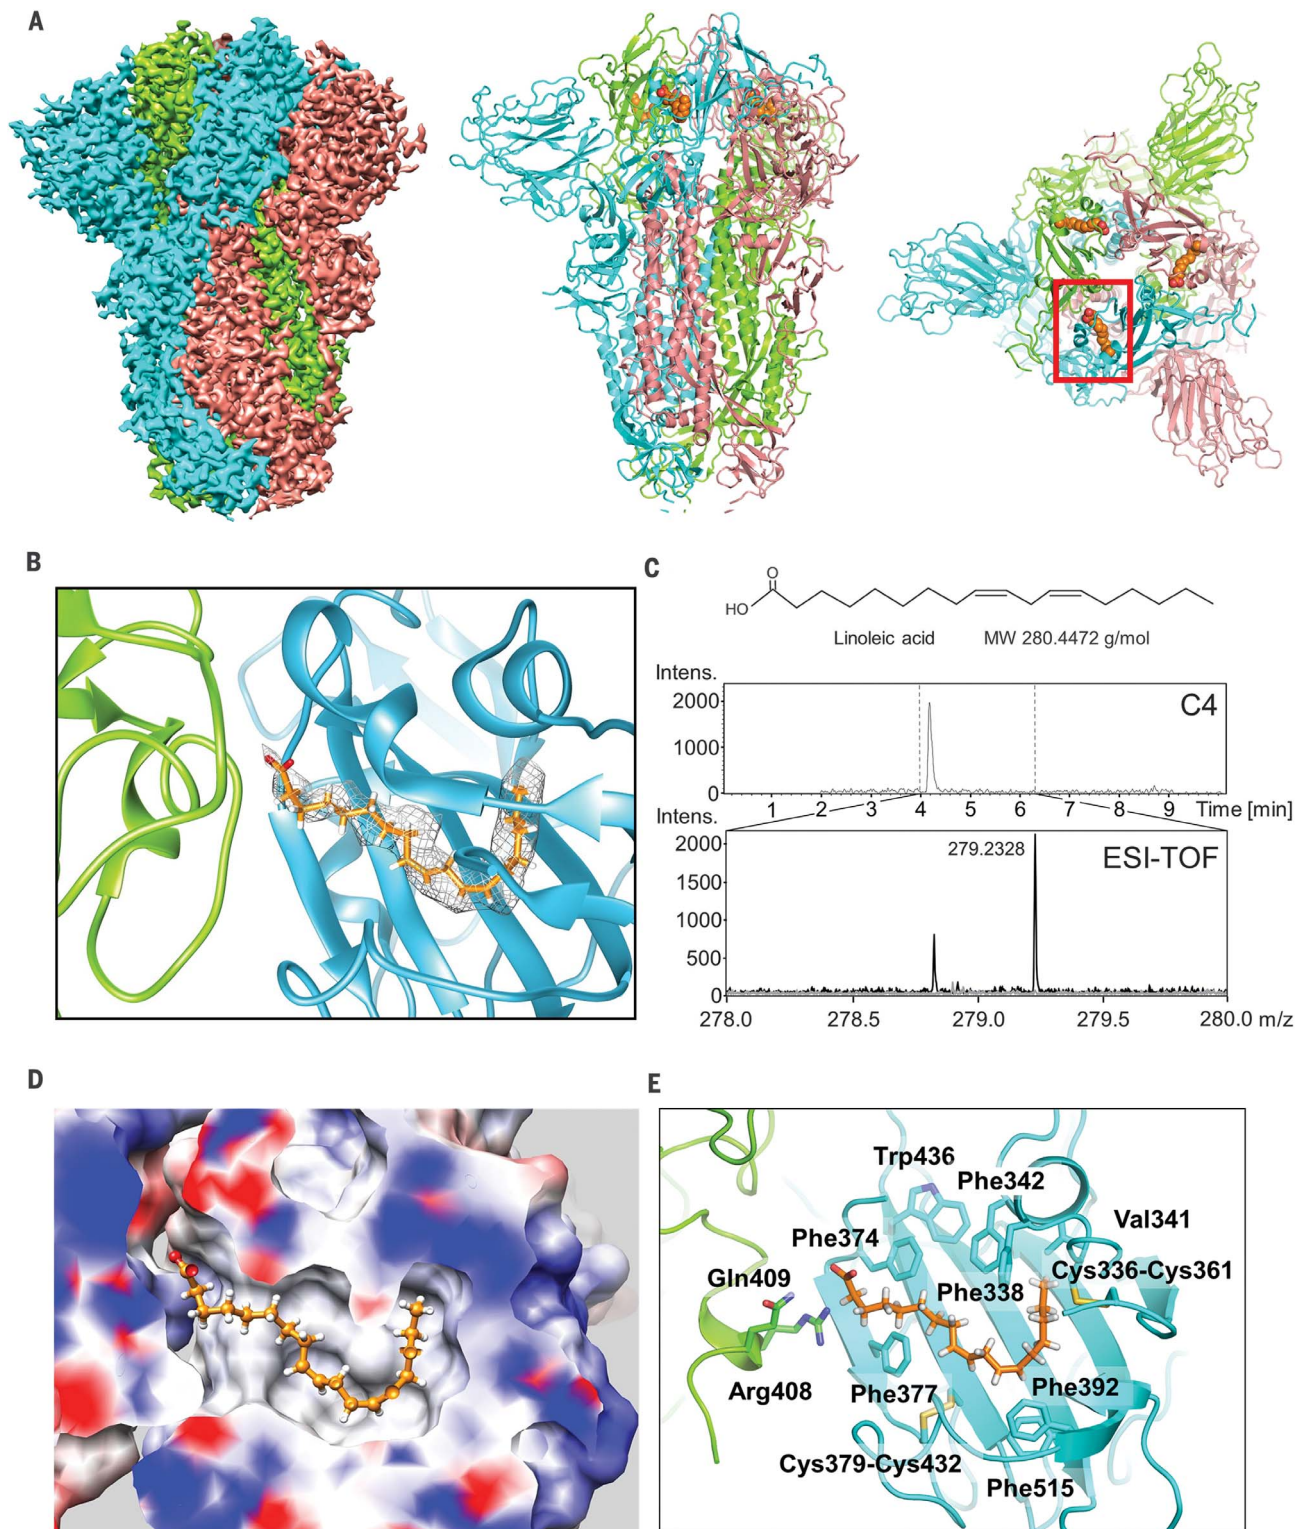 A
B
C
O
HO
Linoleic acid MW 280.4472 g/mol
Intens.
2000
1000
0
C4
1 2 3 4 5 6 7 8 9 Time [min]
Intens.
2000
1500
1000
500
0
279.2328
ESI-TOF
278.0 278.5 279.0 279.5 280.0 m/z
D
E
Trp436
Phe342
Val341
Phe374
Cys336-Cys361
Gln409
Phe338
Arg408
Phe377
Phe392
Cys379-Cys432
Phe515